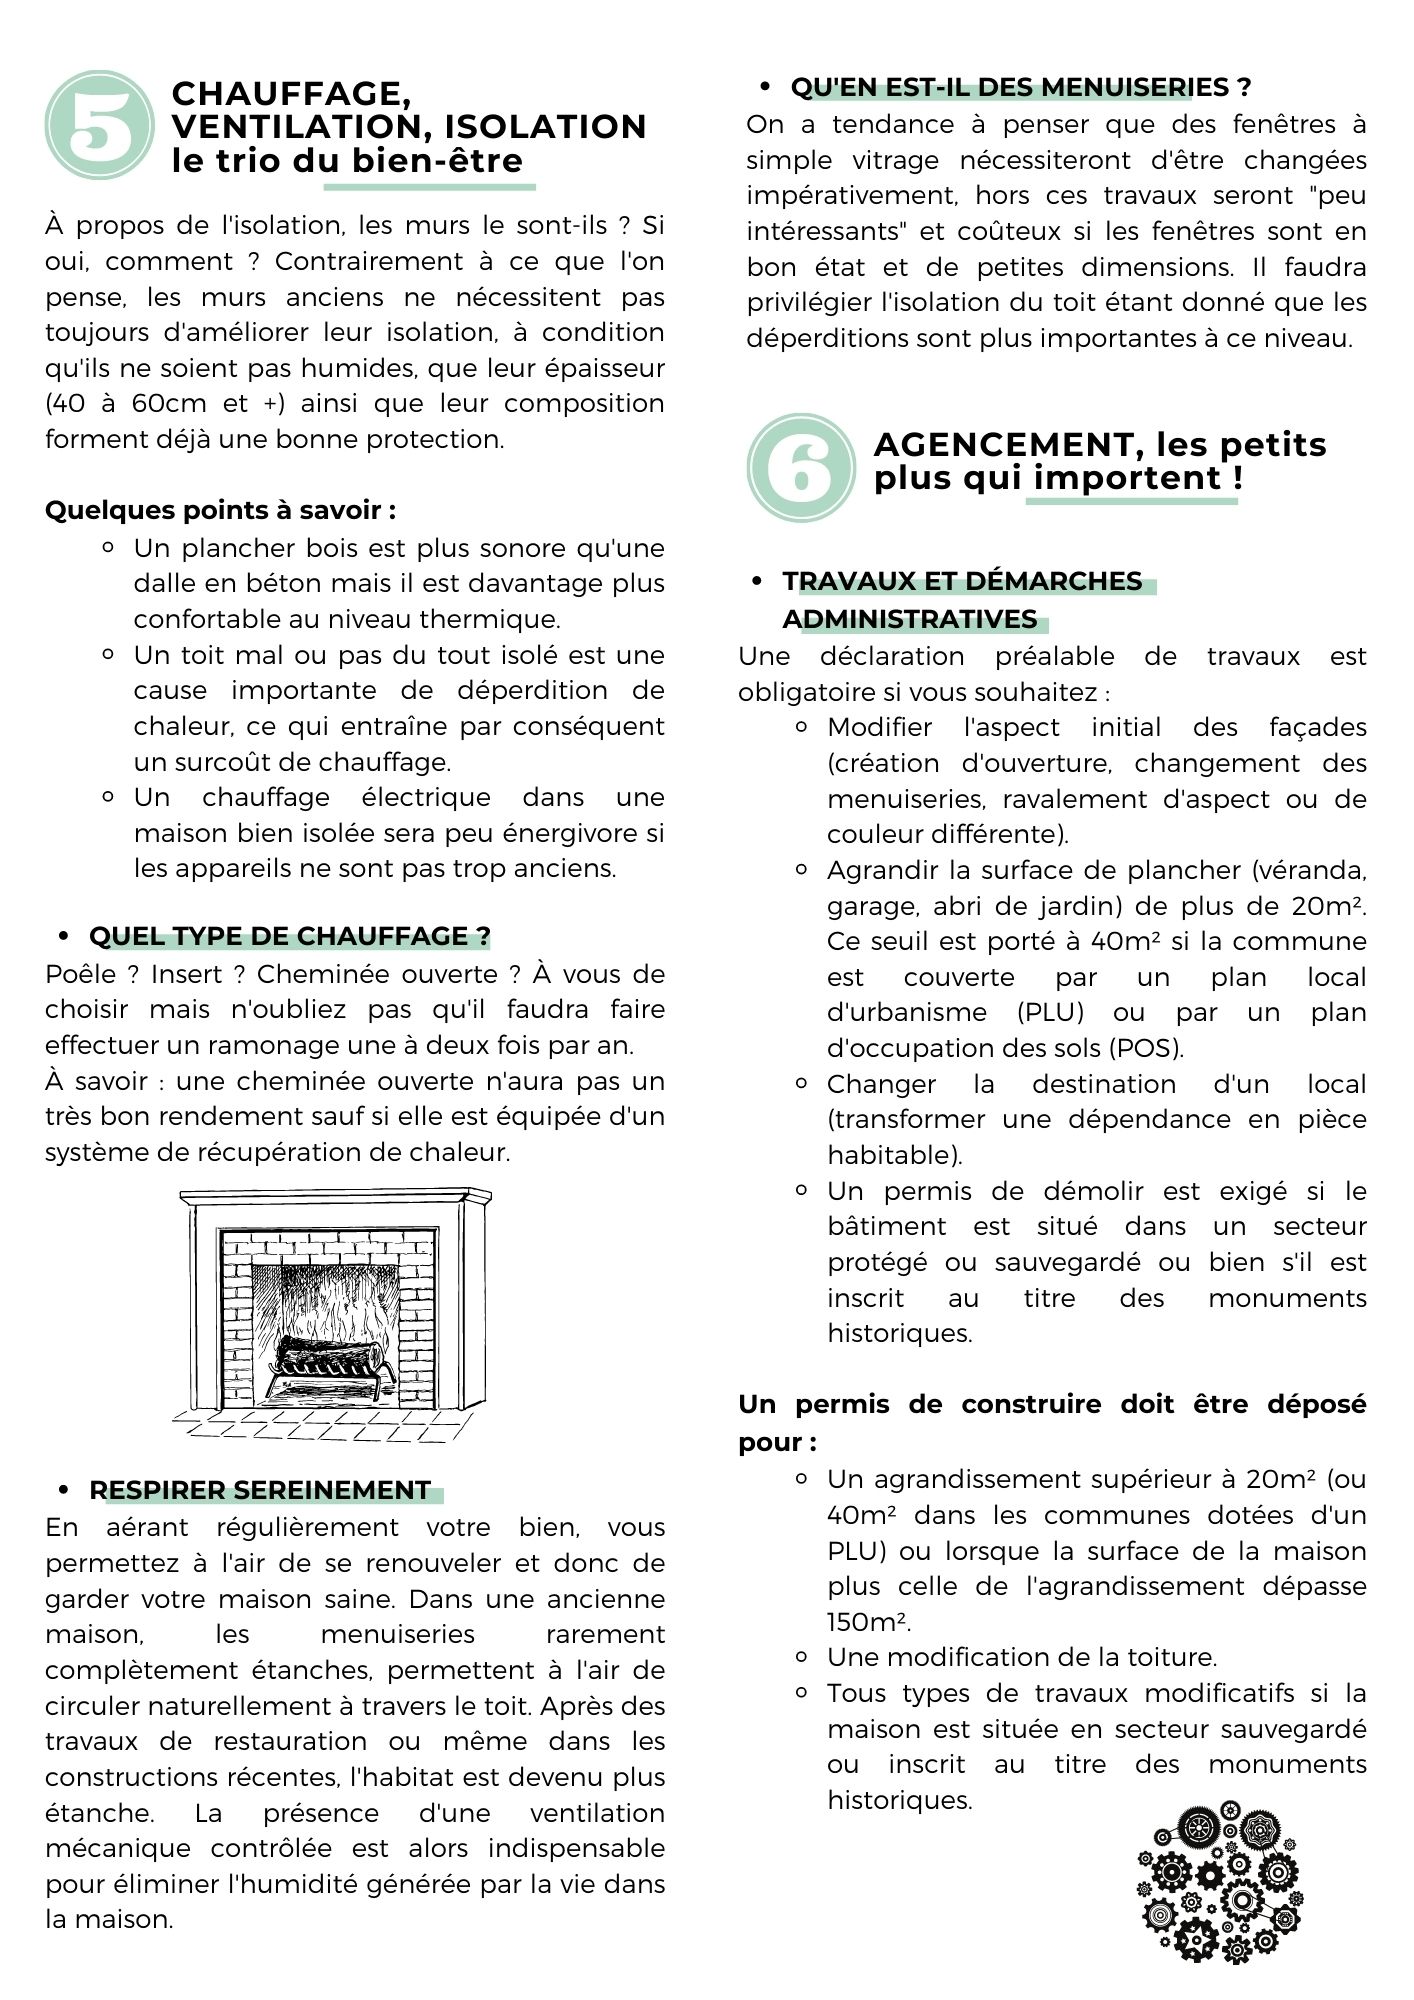 5
CHAUFFAGE,
VENTILATION, ISOLATION
le trio du bien-être
À propos de l'isolation, les murs le sont-ils ? Si
oui, comment ? Contrairement à ce que l'on
pense, les murs anciens ne nécessitent pas
toujours d'améliorer leur isolation, à condition
qu'ils ne soient pas humides, que leur épaisseur
(40 à 60cm et +) ainsi que leur composition
forment déjà une bonne protection.
Quelques points à savoir :
Un plancher bois est plus sonore qu'une
dalle en béton mais il est davantage plus
confortable au niveau thermique.
Un toit mal ou pas du tout isolé est une
cause importante de déperdition de
chaleur, ce qui entraîne par conséquent
un surcoût de chauffage.
Un chauffage électrique dans une
maison bien isolée sera peu énergivore si
les appareils ne sont pas trop anciens.
• QUEL TYPE DE CHAUFFAGE ?
Poêle ? Insert ? Cheminée ouverte ? À vous de
choisir mais n'oubliez pas qu'il faudra faire
effectuer un ramonage une à deux fois par an.
À savoir : une cheminée ouverte n'aura pas un
très bon rendement sauf si elle est équipée d'un
système de récupération de chaleur.
• RESPIRER SEREINEMENT
En aérant régulièrement votre bien, vous
permettez à l'air de se renouveler et donc de
garder votre maison saine. Dans une ancienne
maison, les menuiseries rarement
complètement étanches, permettent à l'air de
circuler naturellement à travers le toit. Après des
travaux de restauration ou même dans les
constructions récentes, l'habitat est devenu plus
étanche. La présence d'une ventilation
mécanique contrôlée est alors indispensable
pour éliminer l'humidité générée par la vie dans
la maison.
• QU'EN EST-IL DES MENUISERIES ?
On a tendance à penser que des fenêtres à
simple vitrage nécessiteront d'être changées
impérativement, hors ces travaux seront "peu
intéressants" et coûteux si les fenêtres sont en
bon état et de petites dimensions. Il faudra
privilégier l'isolation du toit étant donné que les
déperditions sont plus importantes à ce niveau.
6
AGENCEMENT, les petits
plus qui importent !
• TRAVAUX ET DÉMARCHES
ADMINISTRATIVES
Une déclaration préalable de travaux est
obligatoire si vous souhaitez :
Modifier l'aspect initial des façades
(création d'ouverture, changement des
menuiseries, ravalement d'aspect ou de
couleur différente).
Agrandir la surface de plancher (véranda,
garage, abri de jardin) de plus de 20m².
Ce seuil est porté à 40m² si la commune
est couverte par un plan local
d'urbanisme (PLU) ou par un plan
d'occupation des sols (POS).
Changer la destination d'un local
(transformer une dépendance en pièce
habitable).
Un permis de démolir est exigé si le
bâtiment est situé dans un secteur
protégé ou sauvegardé ou bien s'il est
inscrit au titre des monuments
historiques.
Un permis de construire doit être déposé
pour :
Un agrandissement supérieur à 20m² (ou
40m² dans les communes dotées d'un
PLU) ou lorsque la surface de la maison
plus celle de l'agrandissement dépasse
150m².
Une modification de la toiture.
Tous types de travaux modificatifs si la
maison est située en secteur sauvegardé
ou inscrit au titre des monuments
historiques.